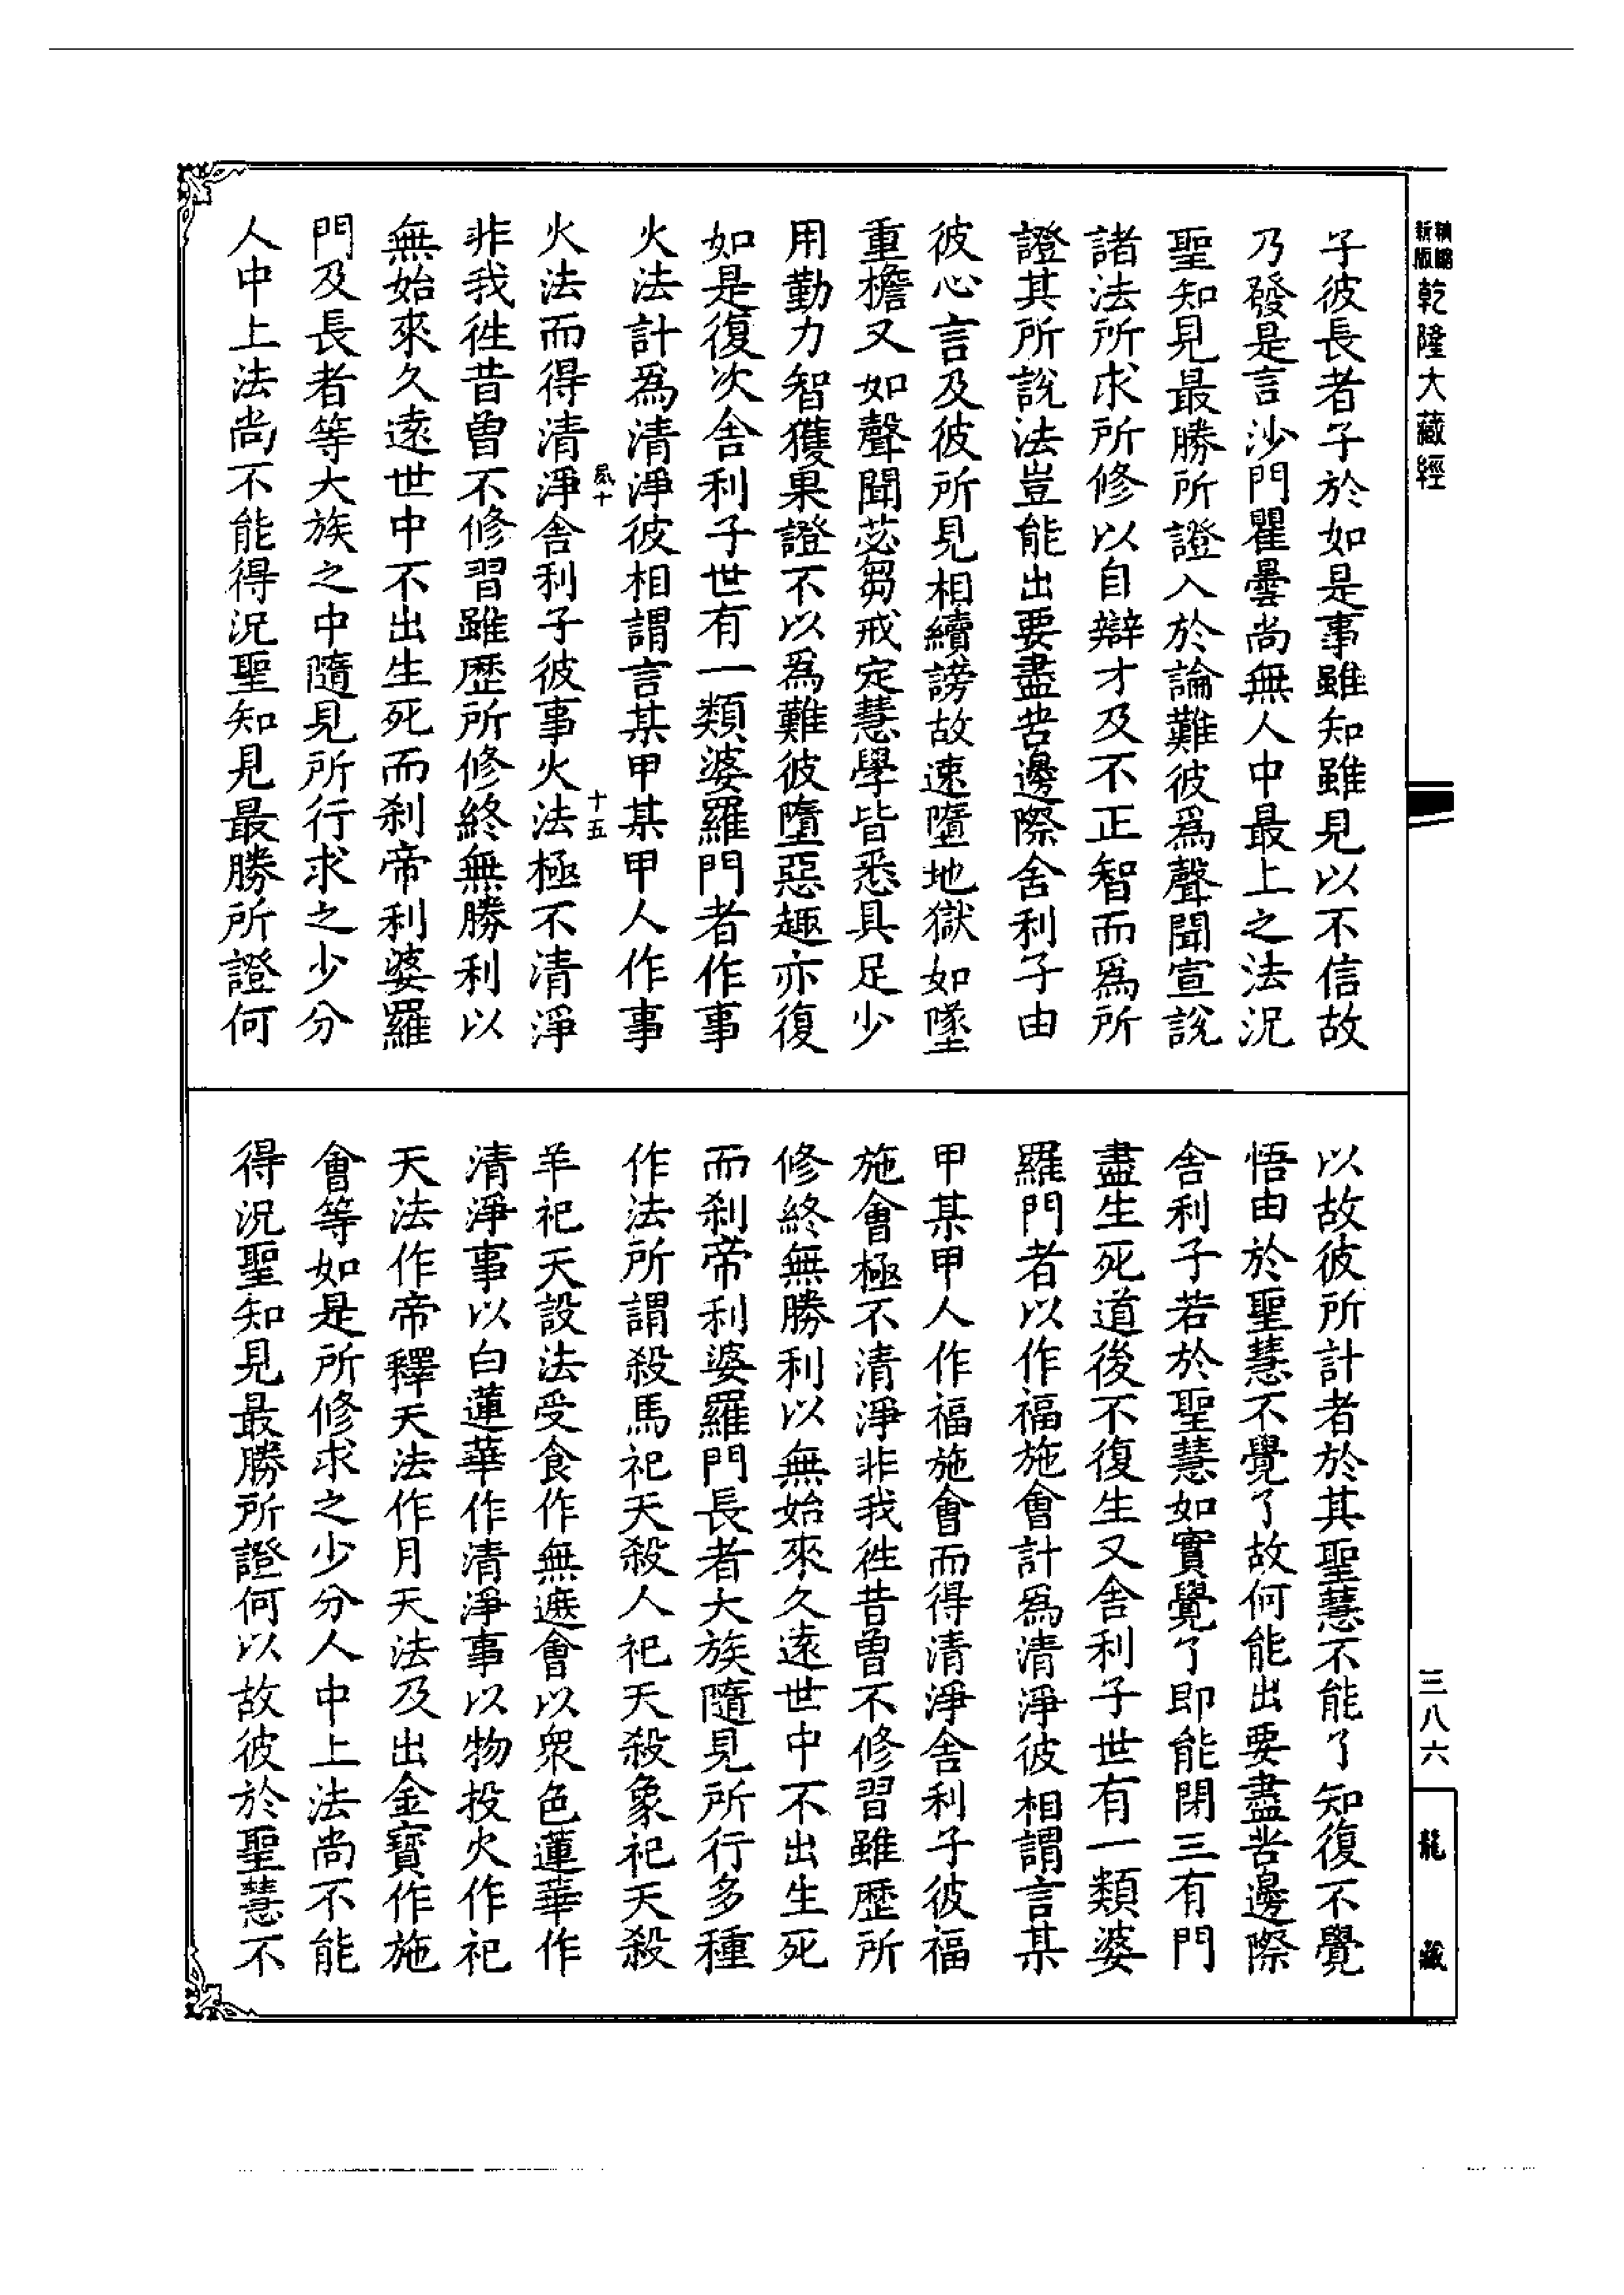 新版
精縮
乾隆大藏經
三八六
龍藏
子彼長者子於如是事雖知雖見以不信故
乃發是言沙門瞿曇尚無人中最上之法況
聖知見最勝所證入於論難彼爲聲聞宣說
諸法所求所修以自辯才及不正智而爲所
證其所說法豈能出要盡苦邊際舍利子由
彼心言及彼所見相續謗故速墮地獄如墜
重擔又如聲聞苾芻戒定慧學皆悉具足少
用勤力智獲果證不以爲難彼墮惡趣亦復
如是復次舍利子世有一類婆羅門者作事
火法計爲清淨彼相謂言某甲某甲人作事
十五
火法而得清淨舍利子彼事火法極不清淨
非我徃昔曾不修習雖歷所修終無勝利以
無始來久遠世中不出生死而刹帝利婆羅
門及長者等大族之中隨見所行求之少分
人中上法尚不能得況聖知見最勝所證何
以故彼所計者於其聖慧不能了知復不覺
悟由於聖慧不覺了故何能出要盡苦邊際
舍利子若於聖慧如實覺了即能閉三有門
盡生死道後不復生又舍利子世有一類婆
羅門者以作福施會計爲清淨彼相謂言某
甲某甲人作福施會而得清淨舍利子彼福
施會極不清淨非我徃昔曾不修習雖歷所
修終無勝利以無始來久遠世中不出生死
而刹帝利婆羅門長者大族隨見所行多種
作法所謂殺馬祀天殺人祀天殺象祀天殺
羊祀天設法受食作無遮會以衆色蓮華作
清淨事以白蓮華作清淨事以物投火作祀
天法作帝釋天法作月天法及出金寶作施
會等如是所修求之少分人中上法尚不能
得況聖知見最勝所證何以故彼於聖慧不